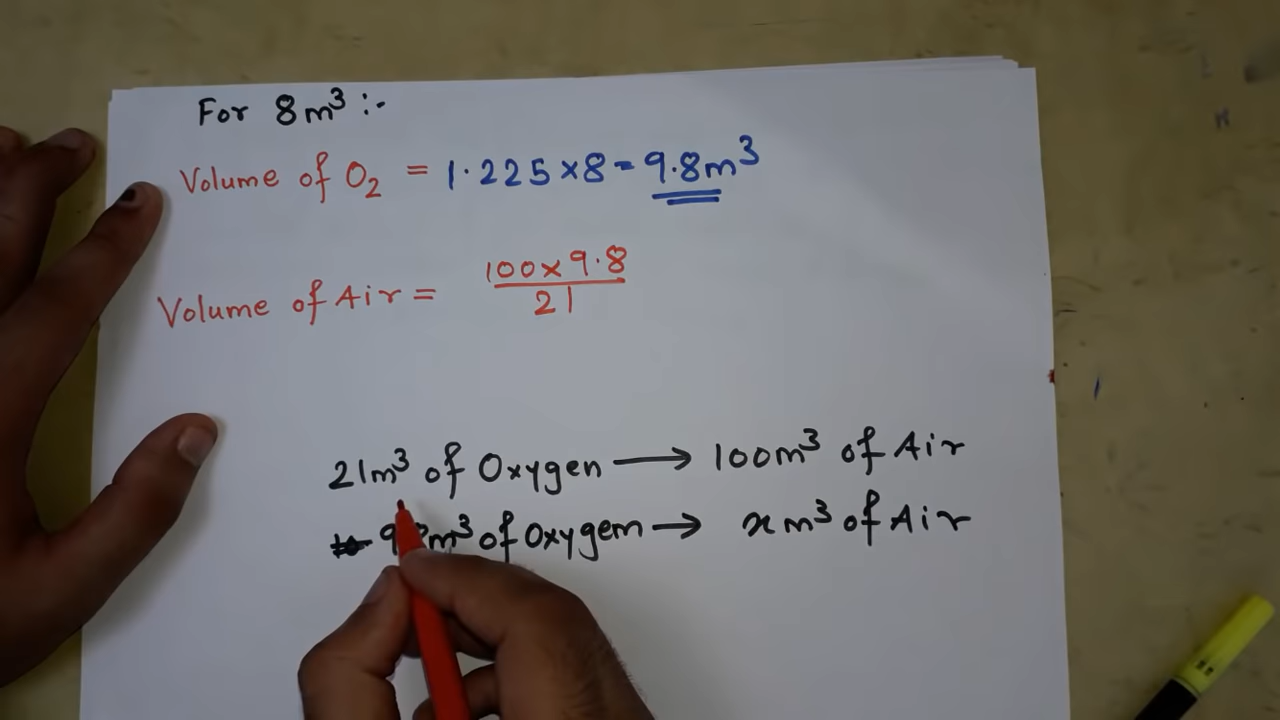 For 8m³ :-
Volume of O₂ = 1.225 × 8 = 9.8m³
Volume of Air = 100 × 9.8 / 21
21m³ of Oxygen → 100m³ of Air
m³ of Oxygem → x m³ of Air